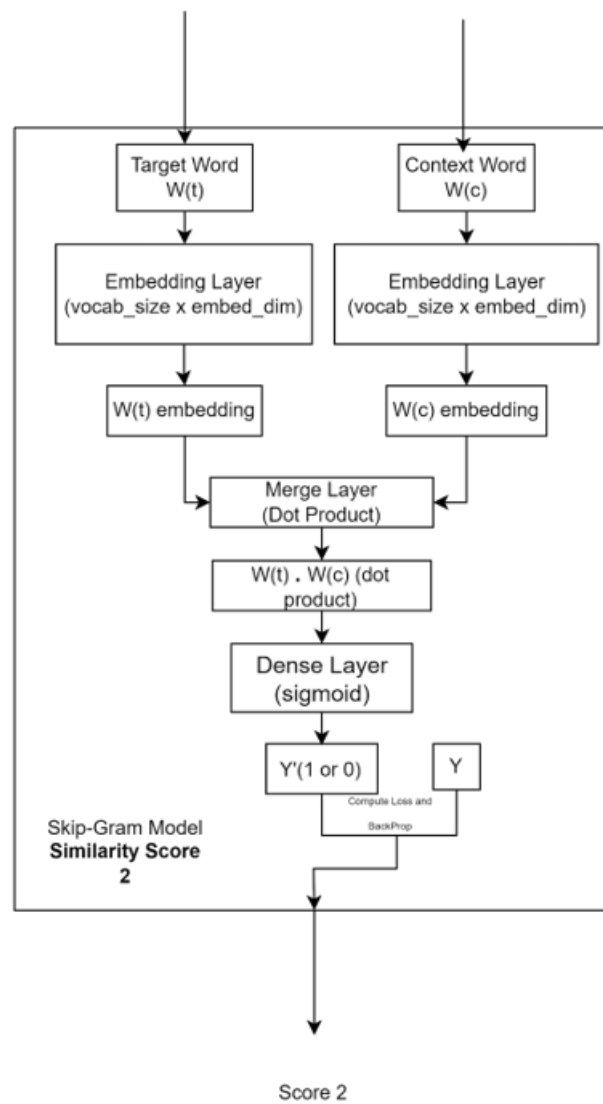 Target Word
W(t)
Context Word
W(c)
Embedding Layer
(vocab_size x embed_dim)
Embedding Layer
(vocab_size x embed_dim)
W(t) embedding
W(c) embedding
Merge Layer
(Dot Product)
W(t) . W(c) (dot
product)
Dense Layer
(sigmoid)
Y'(1 or 0)
Y
Compute Loss and
BackProp
Skip-Gram Model
Similarity Score
2
Score 2